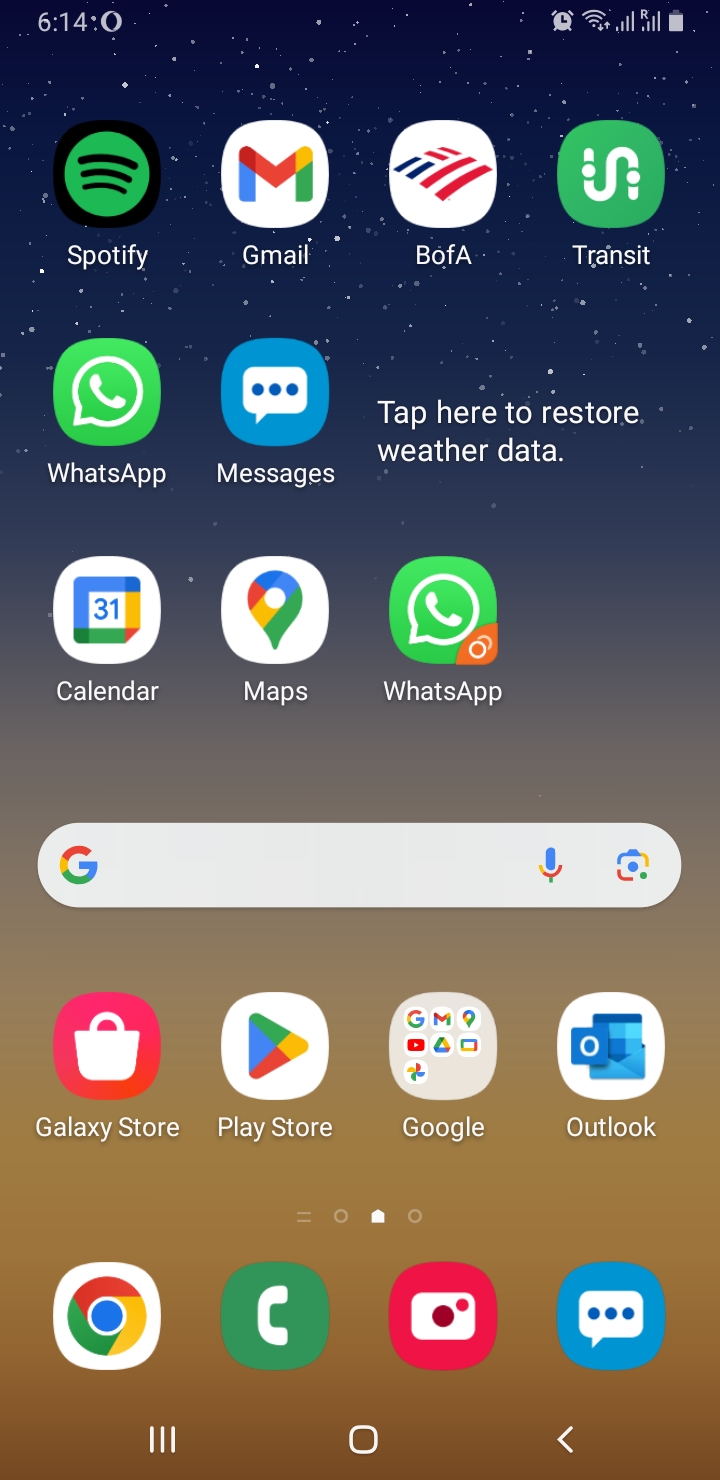 6:14
R
Spotify
Gmail
BofA
Transit
WhatsApp
Messages
Tap here to restore
weather data.
31
Calendar
Maps
WhatsApp
Galaxy Store
Play Store
Google
Outlook